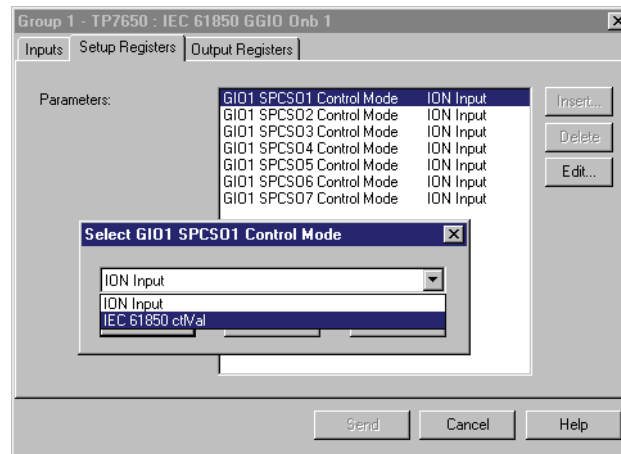 Group 1 - TP7650 : IEC 61850 GGIO Onb 1
Inputs Setup Registers Output Registers
Parameters:
GIO1 SPCSO1 Control Mode ION Input
GIO1 SPCSO2 Control Mode ION Input
GIO1 SPCSO3 Control Mode ION Input
GIO1 SPCSO4 Control Mode ION Input
GIO1 SPCSO5 Control Mode ION Input
GIO1 SPCSO6 Control Mode ION Input
GIO1 SPCSO7 Control Mode ION Input
Insert...
Delete
Edit...
Select GIO1 SPCSO1 Control Mode
ION Input
ION Input
IEC 61850 ctlVal
Send Cancel Help